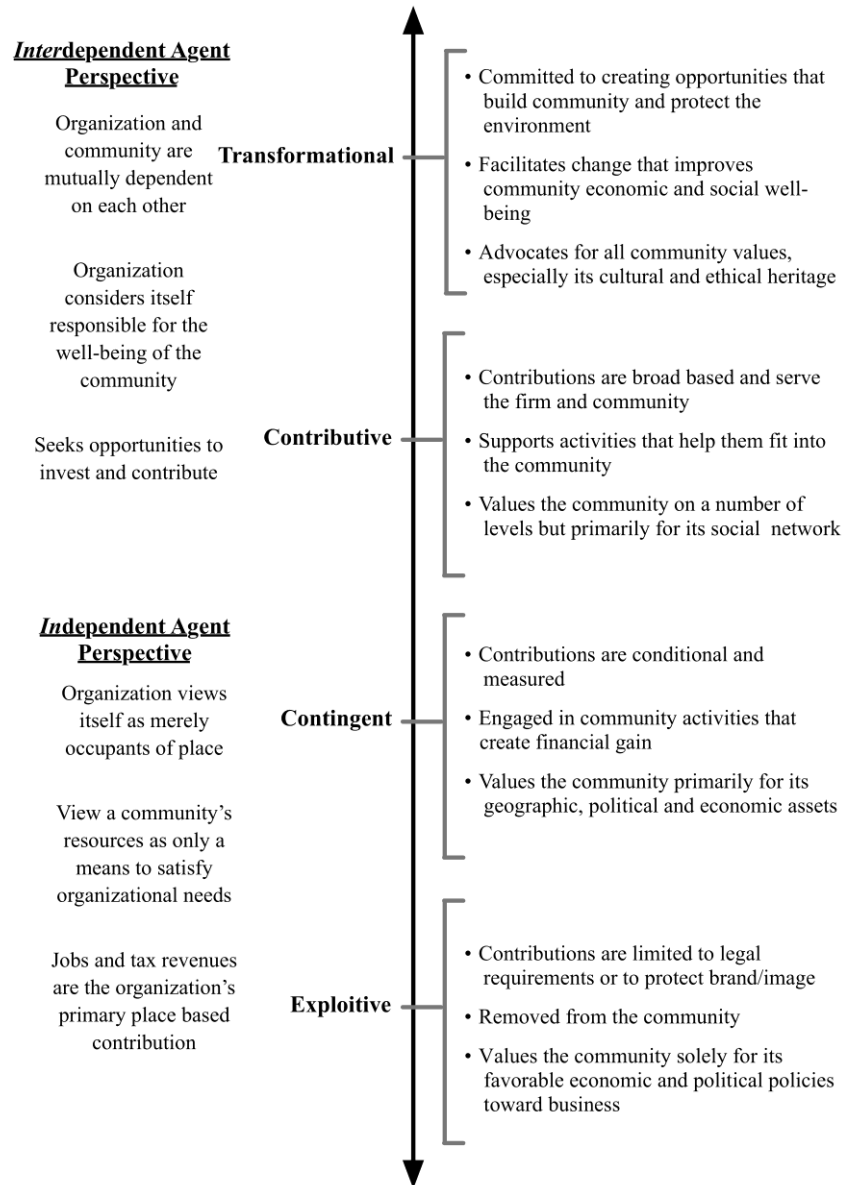 Interdependent Agent
Perspective
Organization and
community are
mutually dependent
on each other
Organization
considers itself
responsible for the
well-being of the
community
Seeks opportunities to
invest and contribute
Transformational
• Committed to creating opportunities that
build community and protect the
environment
• Facilitates change that improves
community economic and social well-
being
• Advocates for all community values,
especially its cultural and ethical heritage
Contributive
• Contributions are broad based and serve
the firm and community
• Supports activities that help them fit into
the community
• Values the community on a number of
levels but primarily for its social network
Independent Agent
Perspective
Organization views
itself as merely
occupants of place
View a community's
resources as only a
means to satisfy
organizational needs
Jobs and tax revenues
are the organization's
primary place based
contribution
Contingent
• Contributions are conditional and
measured
• Engaged in community activities that
create financial gain
• Values the community primarily for its
geographic, political and economic assets
Exploitive
• Contributions are limited to legal
requirements or to protect brand/image
• Removed from the community
• Values the community solely for its
favorable economic and political policies
toward business